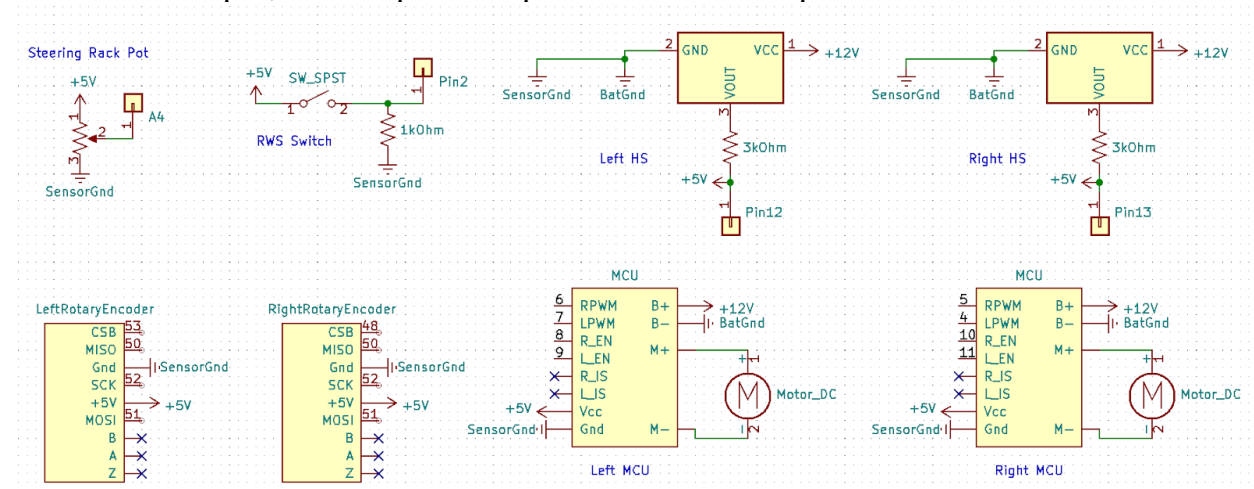 Steering Rack Pot
+5V
1
2
3
A4
1
SensorGnd
+5V
SW_SPST
1
2
Pin2
1
1kOhm
RWS Switch
SensorGnd
2
GND
VCC
1
+12V
VOUT
3
SensorGnd
BatGnd
3kOhm
Left HS
+5V
1
Pin12
2
GND
VCC
1
+12V
VOUT
3
SensorGnd
BatGnd
3kOhm
Right HS
+5V
1
Pin13
LeftRotaryEncoder
CSB 53
MISO 50
Gnd SensorGnd
SCK 52
+5V +5V
MOSI 51
B
A
Z
RightRotaryEncoder
CSB 48
MISO 50
Gnd SensorGnd
SCK 52
+5V +5V
MOSI 51
B
A
Z
MCU
6 RPWM B+ +12V
7 LPWM B- BatGnd
8 R_EN
9 L_EN M+
R_IS
L_IS
+5V Vcc
SensorGnd Gnd M-
+ 1
M Motor_DC
- 2
Left MCU
MCU
5 RPWM B+ +12V
4 LPWM B- BatGnd
10 R_EN
11 L_EN M+
R_IS
L_IS
+5V Vcc
SensorGnd Gnd M-
+ 1
M Motor_DC
- 2
Right MCU